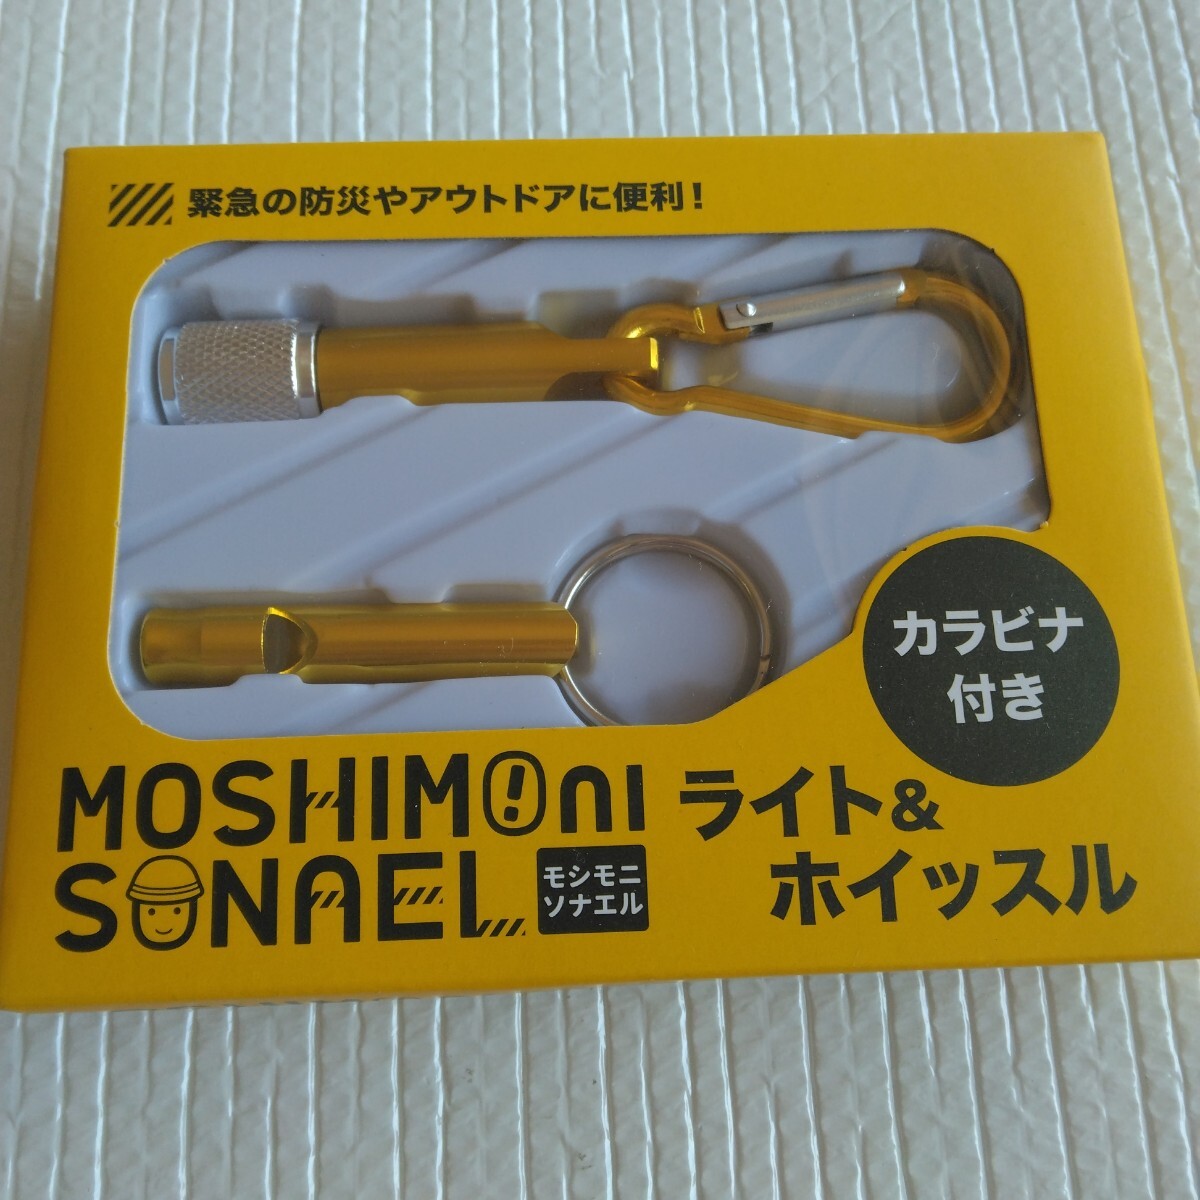 緊急の防災やアウトドアに便利!
カラビナ
付き
MOSHIMOnI
SONAEL
モシモニ
ソナエル
ライト&
ホイッスル